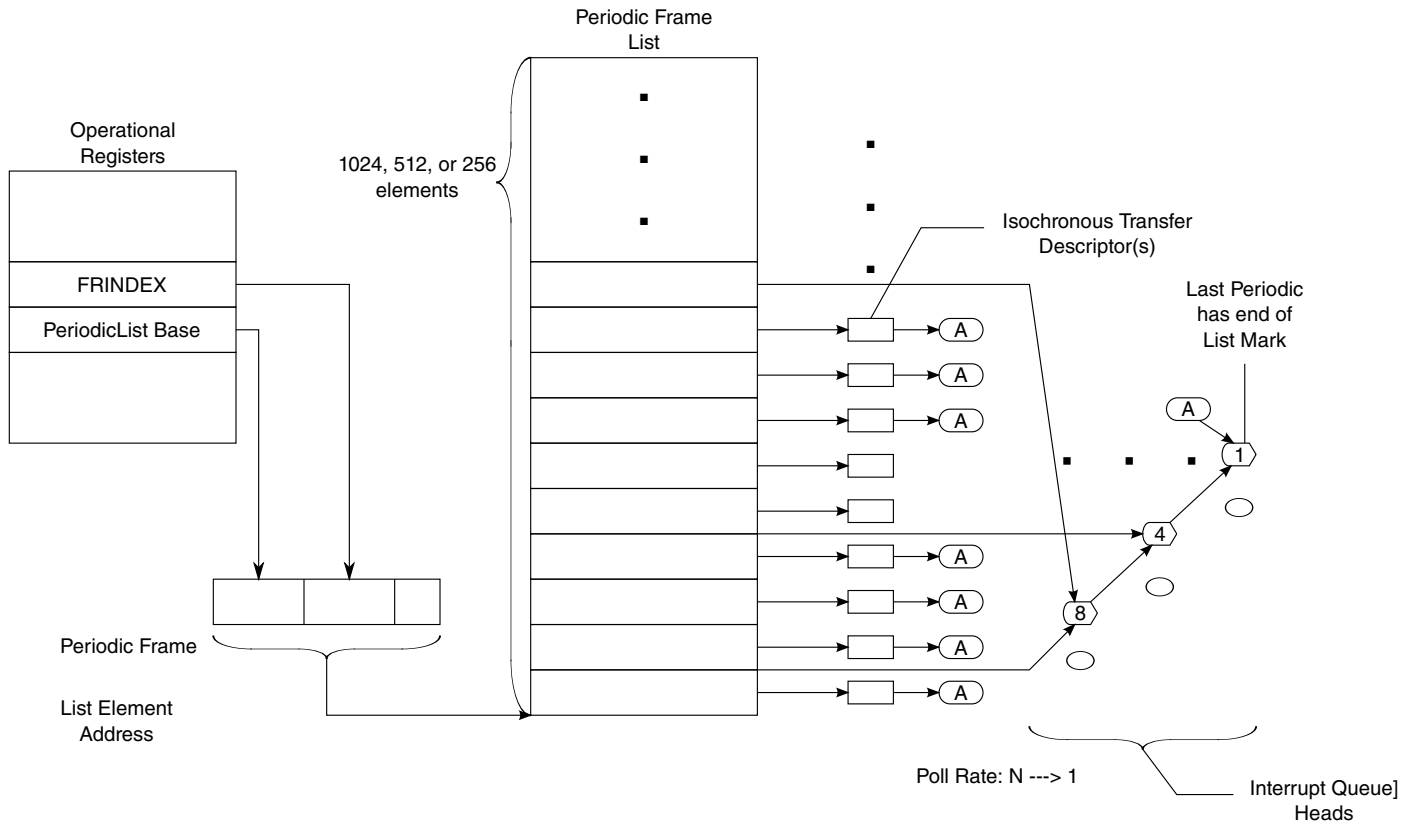 Periodic Frame
List
Operational
Registers
1024, 512, or 256
elements
Isochronous Transfer
Descriptor(s)
FRINDEX
Last Periodic
has end of
List Mark
PeriodicList Base
A
A
A
A
1
4
A
A
8
Periodic Frame
A
A
List Element
Address
Poll Rate: N ---> 1
Interrupt Queue]
Heads